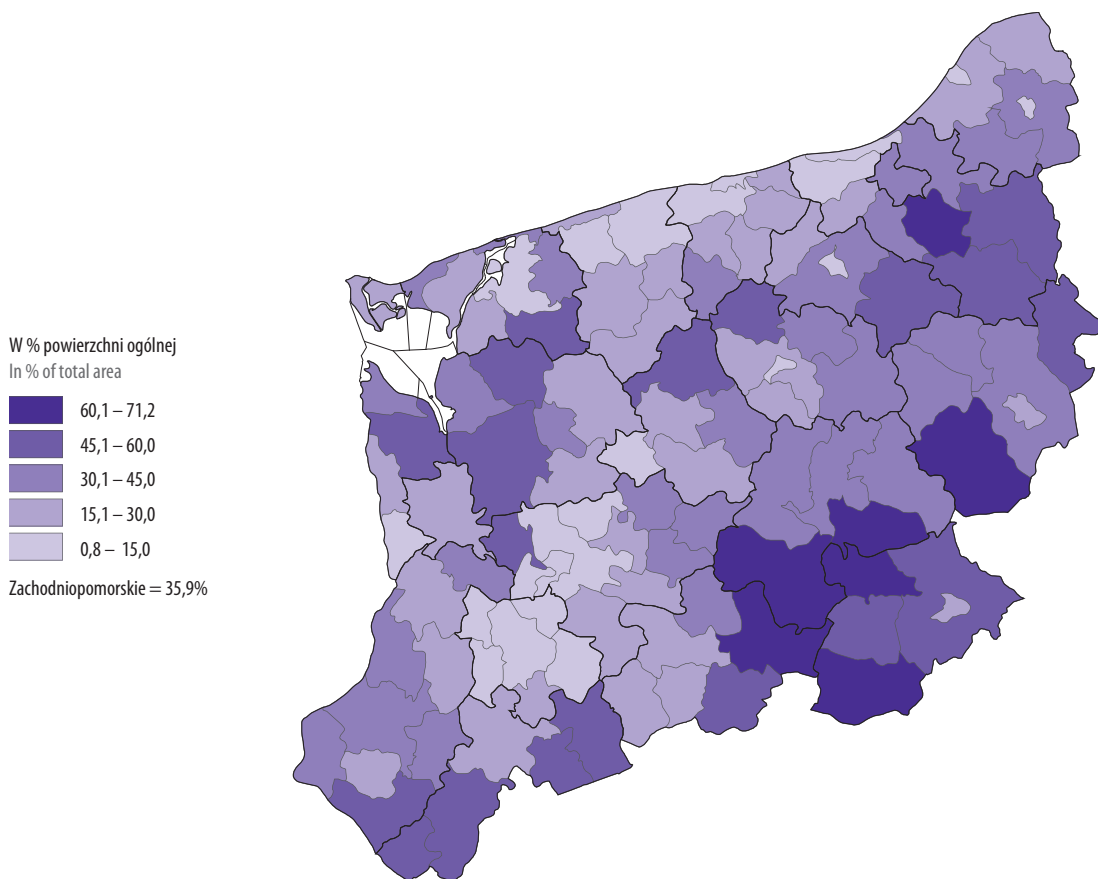 W % powierzchni ogólnej
In % of total area
60,1 – 71,2
45,1 – 60,0
30,1 – 45,0
15,1 – 30,0
0,8 – 15,0
Zachodniopomorskie = 35,9%